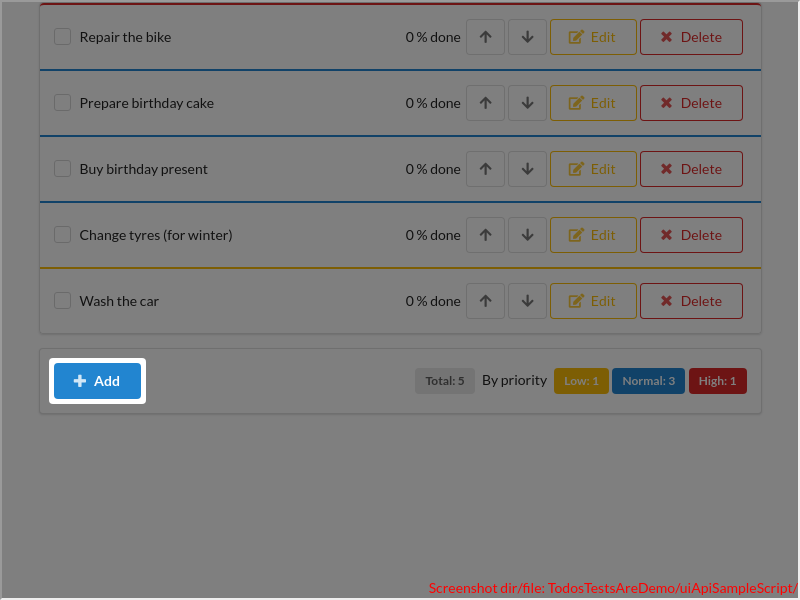 Repair the bike 0 % done Edit Delete
Prepare birthday cake 0 % done Edit Delete
Buy birthday present 0 % done Edit Delete
Change tyres (for winter) 0 % done Edit Delete
Wash the car 0 % done Edit Delete
Add Total: 5 By priority Low: 1 Normal: 3 High: 1
Screenshot dir/file: TodosTestsAreDemo/uiApiSampleScript/